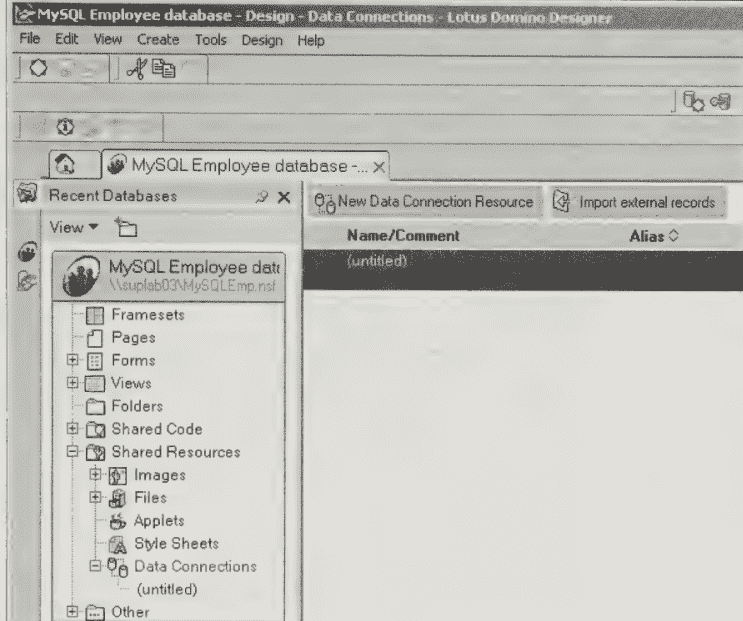 MySQL Employee database - Design - Data Connections - Lotus Domino Designer
File Edit View Create Tools Design Help
MySQL Employee database -...
Recent Databases
New Data Connection Resource Import external records
View
Name/Comment Alias
(untitled)
MySQL Employee dat
\\suplab03\MySQLEmp.nsf
Framesets
Pages
Forms
Views
Folders
Shared Code
Shared Resources
Images
Files
Applets
Style Sheets
Data Connections
(untitled)
Other